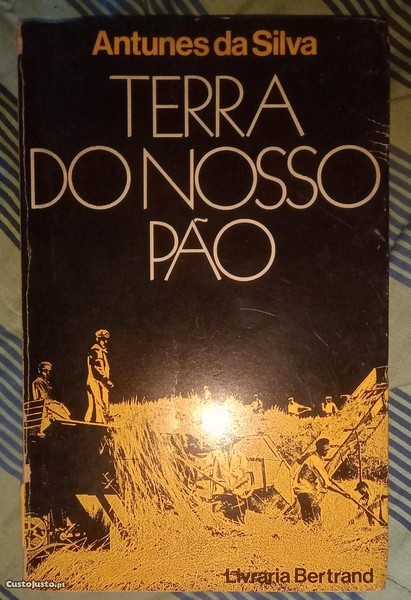 Antunes da Silva
TERRA
DO NOSSO
PÃO
Livraria Bertrand
CustoJusto.pt